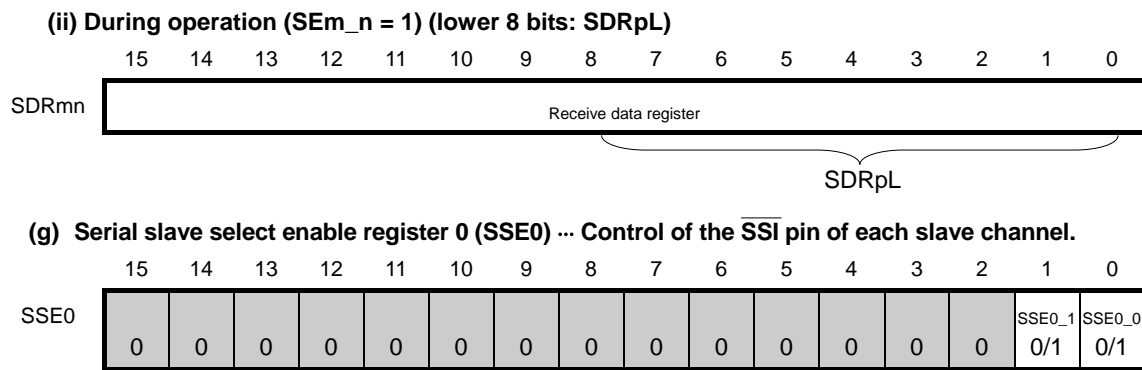 (ii) During operation (SEm_n = 1) (lower 8 bits: SDRpL)
15 14 13 12 11 10 9 8 7 6 5 4 3 2 1 0
SDRmn Receive data register
SDRpL
(g) Serial slave select enable register 0 (SSE0) ··· Control of the S̅S̅I̅ pin of each slave channel.
15 14 13 12 11 10 9 8 7 6 5 4 3 2 1 0
SSE0 SSE0_1 SSE0_0
0 0 0 0 0 0 0 0 0 0 0 0 0 0 0/1 0/1